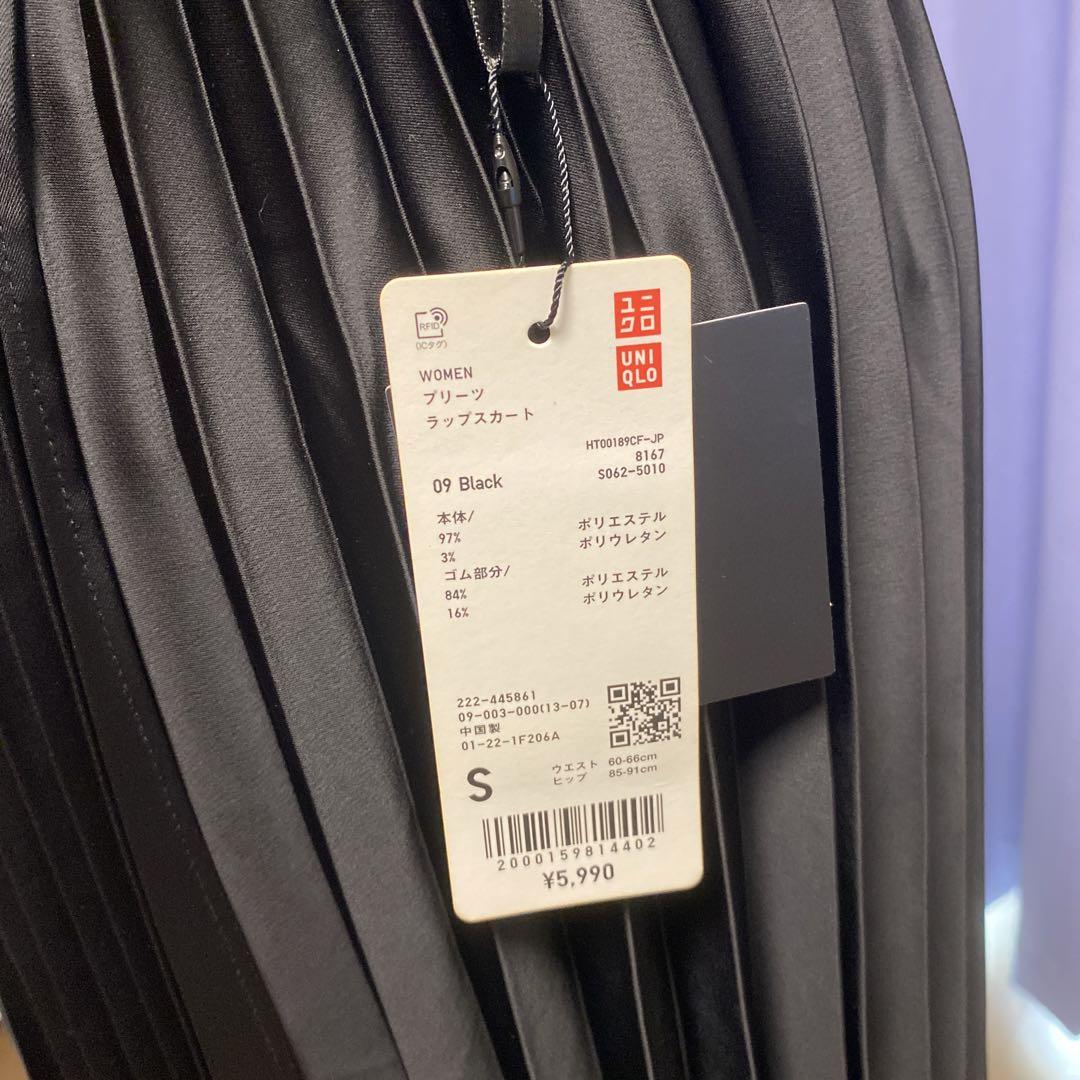 RFID
(ICタグ)
ユニ
クロ
UNI
QLO
WOMEN
プリーツ
ラップスカート
HT00189CF-JP
8167
S062-5010
09 Black
本体/
97% ポリエステル
3% ポリウレタン
ゴム部分/
84% ポリエステル
16% ポリウレタン
222-445861
09-003-000(13-07)
中国製
01-22-1F206A
S
ウエスト 60-66cm
ヒップ 85-91cm
2000159814402
¥5,990